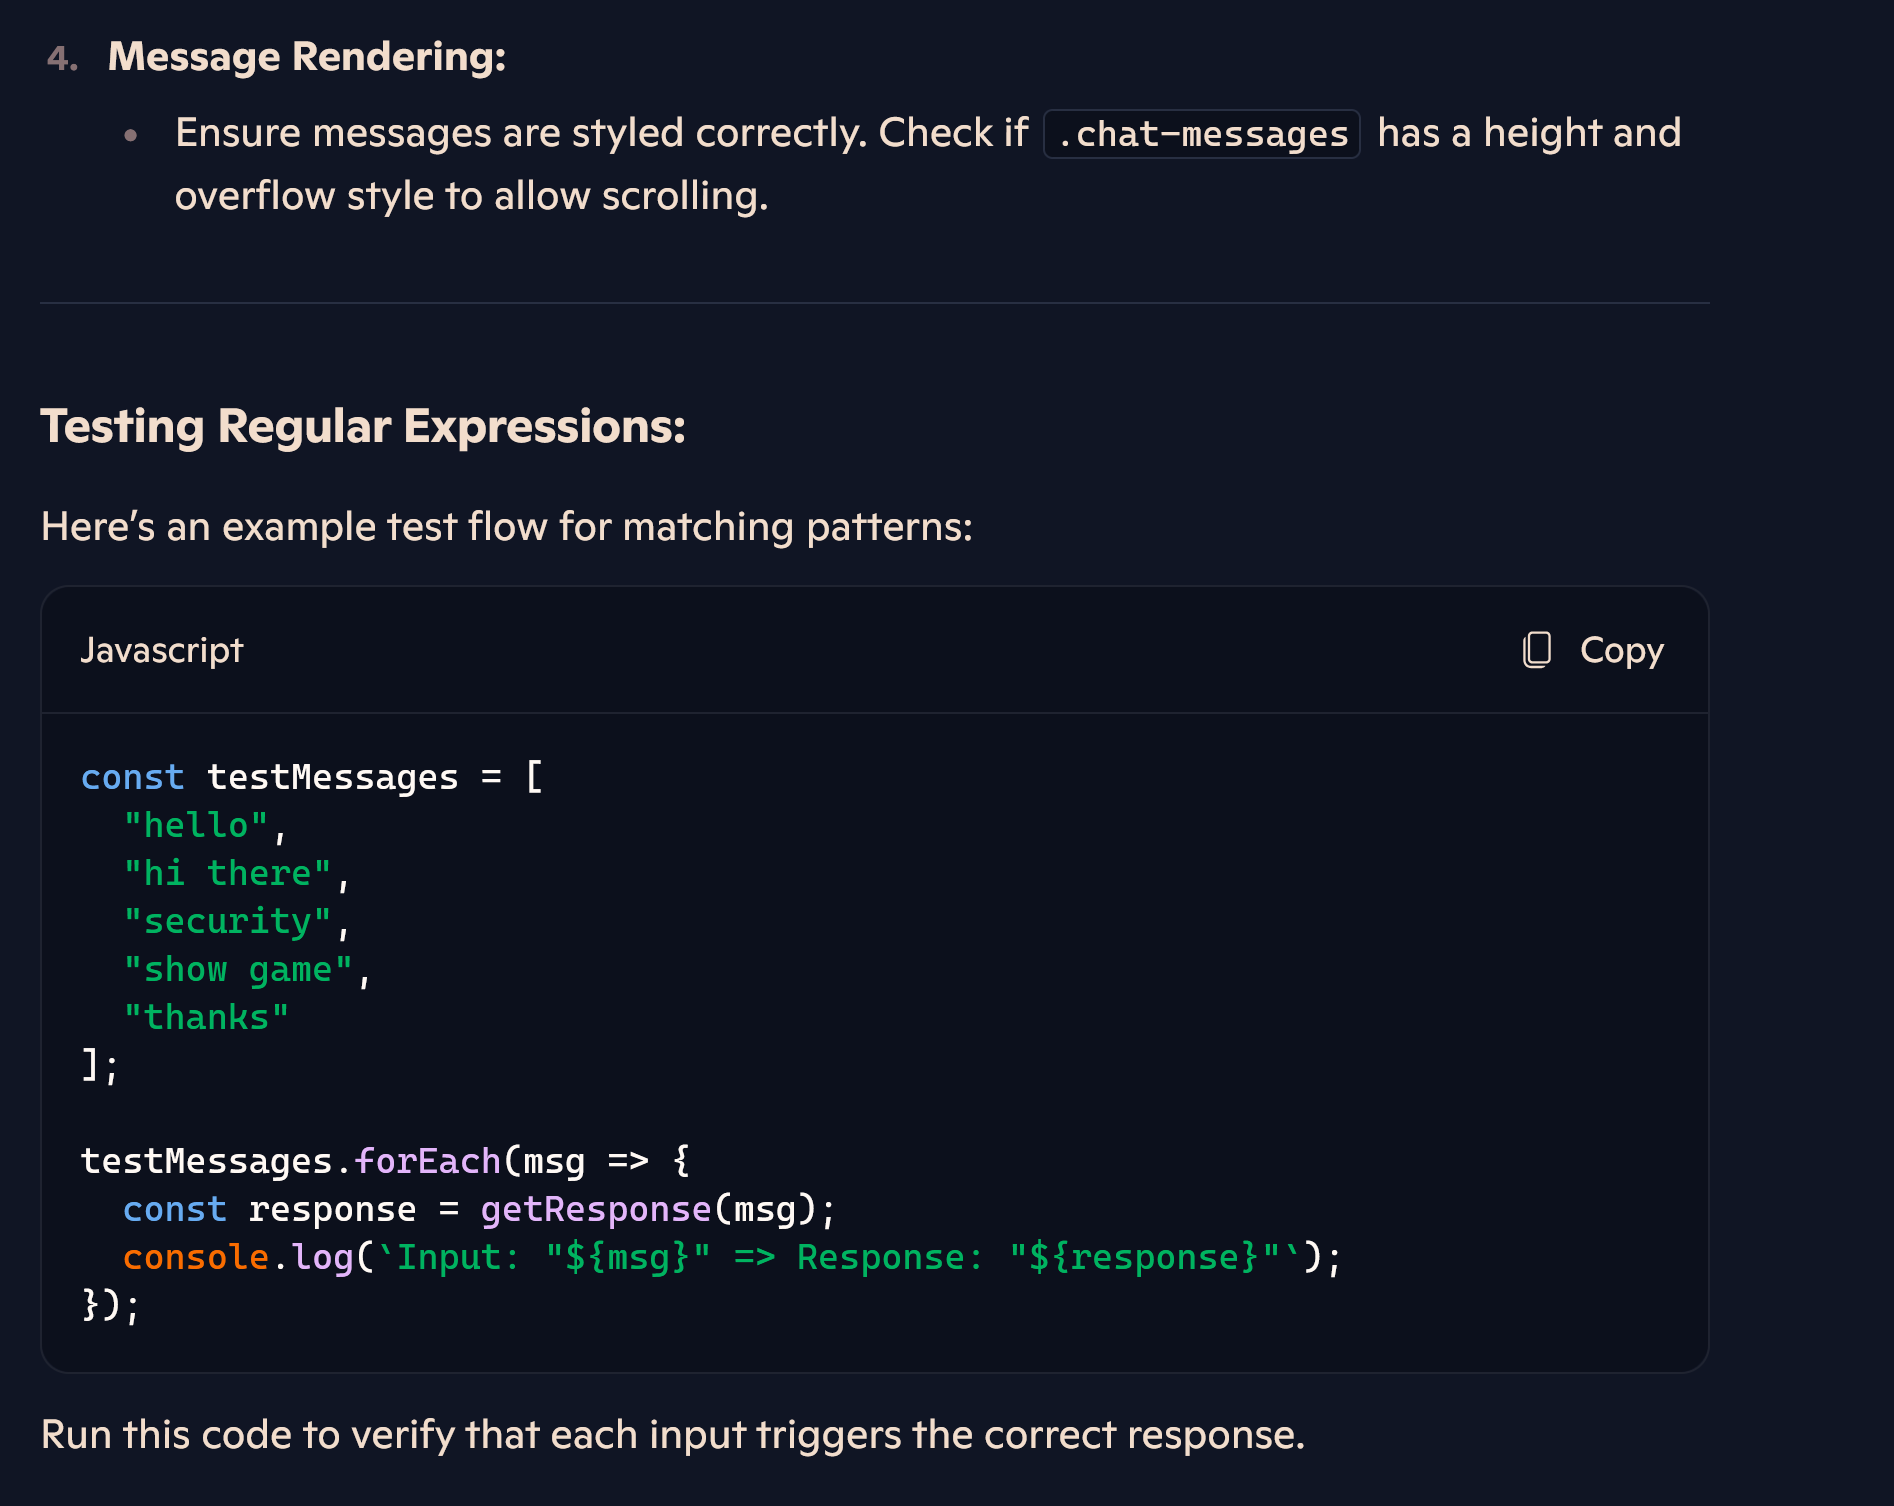 4. Message Rendering:
• Ensure messages are styled correctly. Check if .chat-messages has a height and
overflow style to allow scrolling.
Testing Regular Expressions:
Here’s an example test flow for matching patterns:
Javascript Copy
const testMessages = [
  "hello",
  "hi there",
  "security",
  "show game",
  "thanks"
];
testMessages.forEach(msg => {
  const response = getResponse(msg);
  console.log(`Input: "${msg}" => Response: "${response}"`);
});
Run this code to verify that each input triggers the correct response.